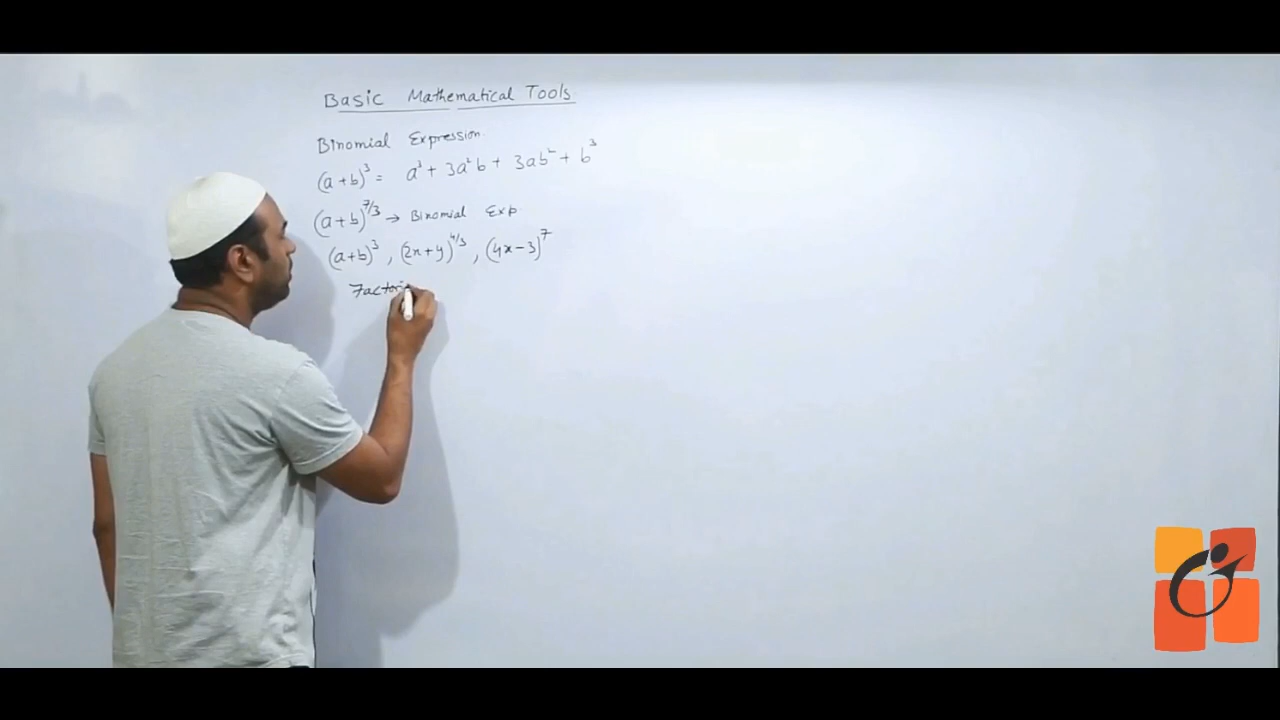 Basic Mathematical Tools
Binomial Expression.
(a+b)³ = a³ + 3a²b + 3ab² + b³
(a+b)^7/3 → Binomial Exp.
(a+b)³, (2x+y)^4/3, (4x-3)^7
Factori